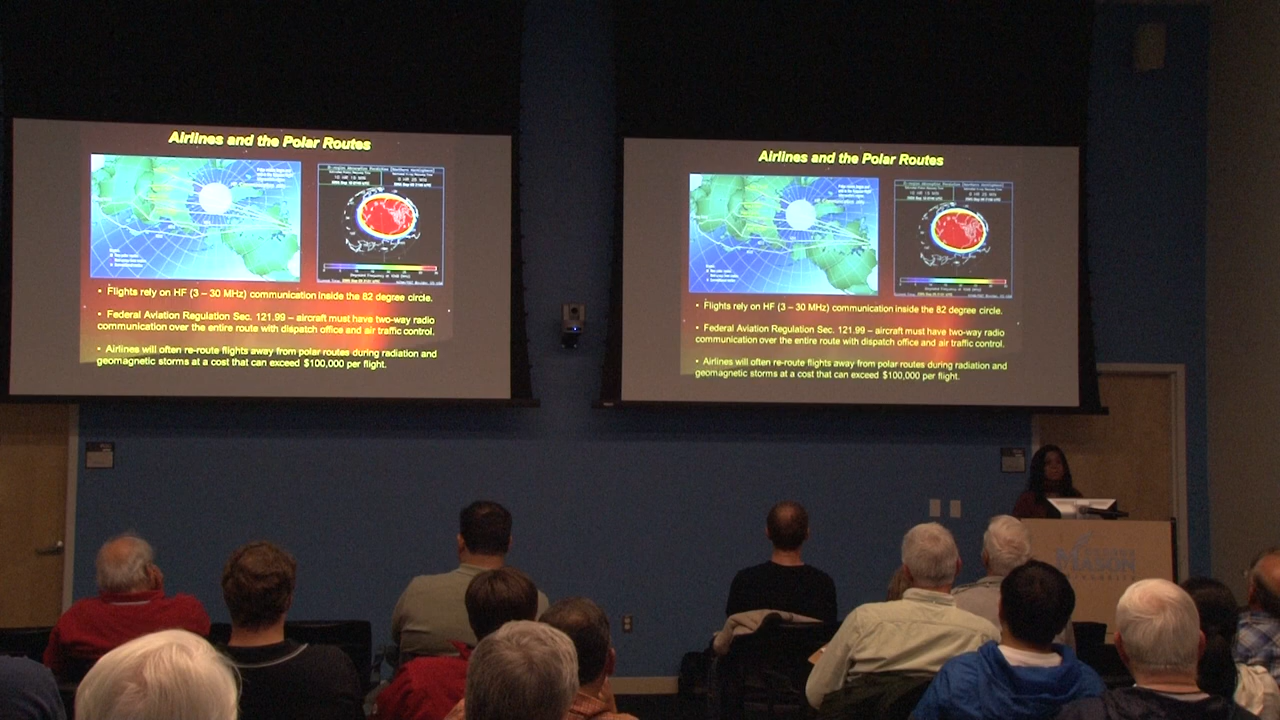 Airlines and the Polar Routes
• Flights rely on HF (3 – 30 MHz) communication inside the 82 degree circle.
• Federal Aviation Regulation Sec. 121.99 – aircraft must have two-way radio
communication over the entire route with dispatch office and air traffic control.
• Airlines will often re-route flights away from polar routes during radiation and
geomagnetic storms at a cost that can exceed $100,000 per flight.
Airlines and the Polar Routes
• Flights rely on HF (3 – 30 MHz) communication inside the 82 degree circle.
• Federal Aviation Regulation Sec. 121.99 – aircraft must have two-way radio
communication over the entire route with dispatch office and air traffic control.
• Airlines will often re-route flights away from polar routes during radiation and
geomagnetic storms at a cost that can exceed $100,000 per flight.
MASON
UNIVERSITY